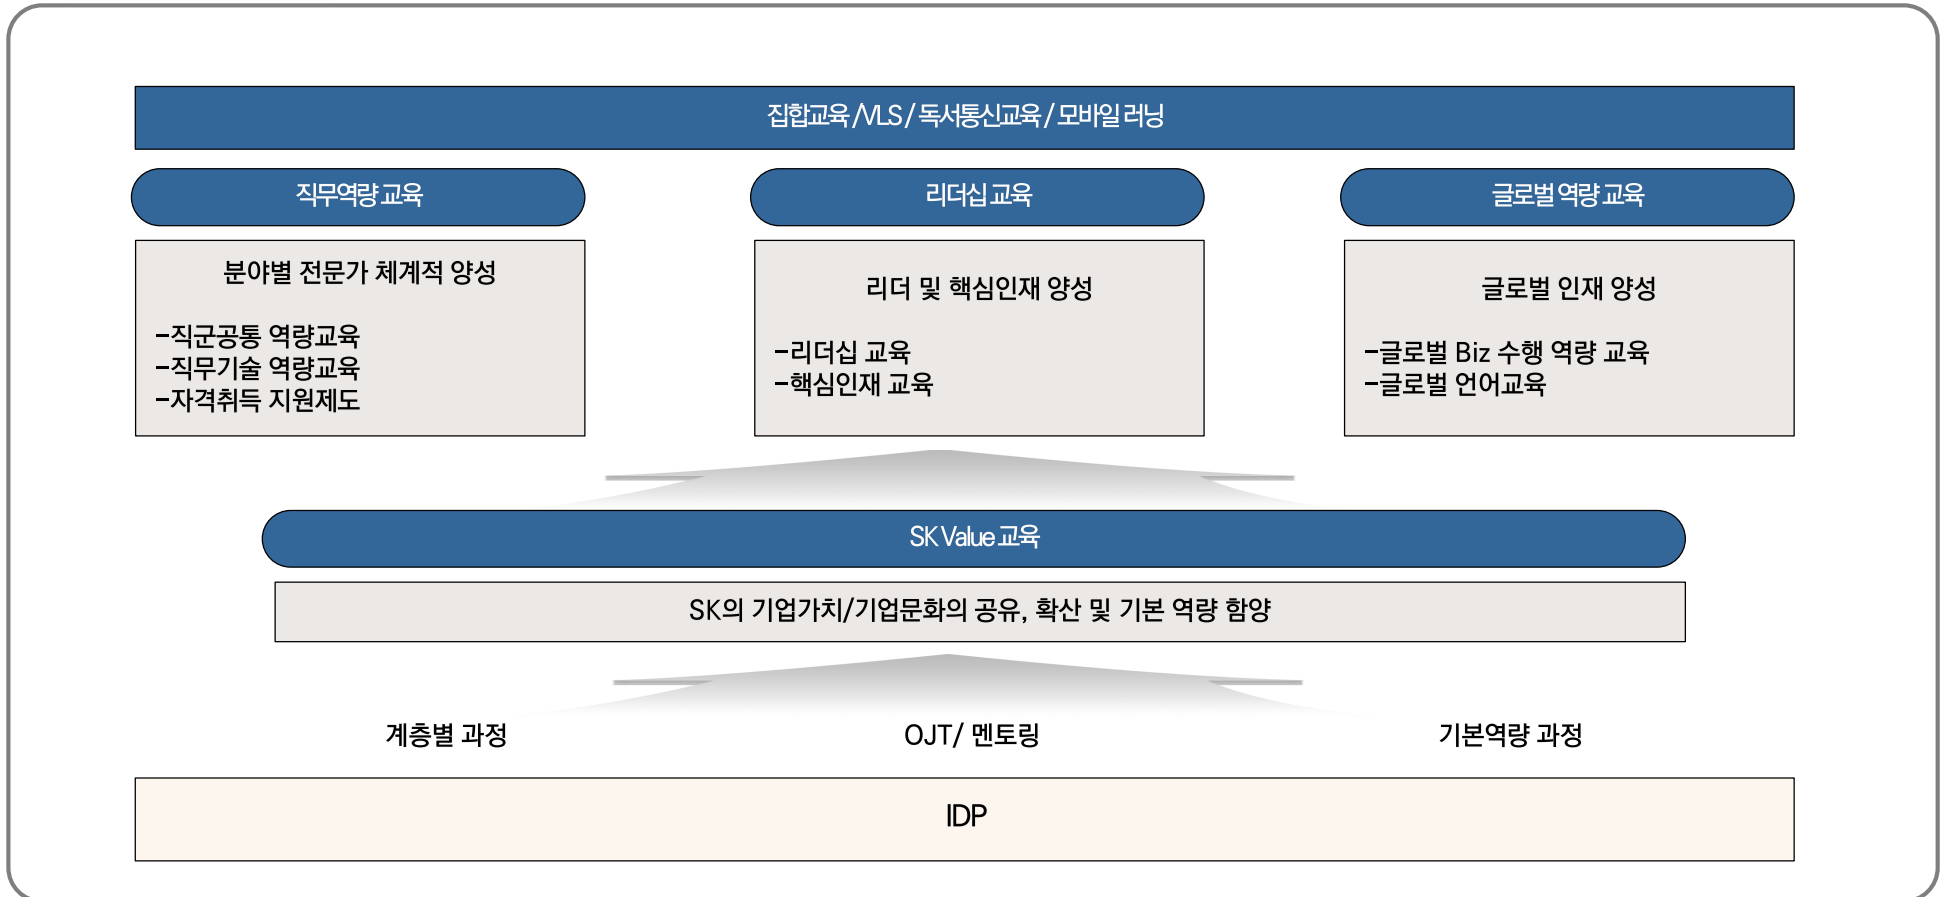 집합교육 /VLS / 독서통신교육 / 모바일 러닝
직무역량 교육
분야별 전문가 체계적 양성
-직군공통 역량교육
-직무기술 역량교육
-자격취득 지원제도
리더십 교육
리더 및 핵심인재 양성
-리더십 교육
-핵심인재 교육
글로벌 역량 교육
글로벌 인재 양성
-글로벌 Biz 수행 역량 교육
-글로벌 언어교육
SK Value 교육
SK의 기업가치/기업문화의 공유, 확산 및 기본 역량 함양
계층별 과정
OJT/ 멘토링
기본역량 과정
IDP